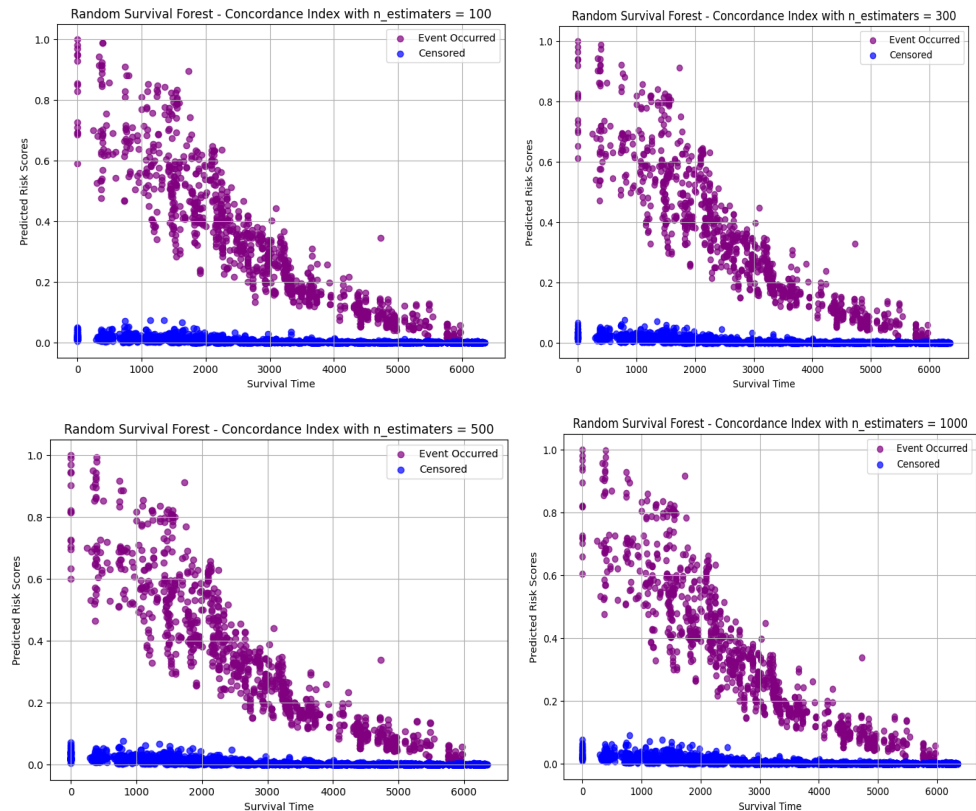 Random Survival Forest - Concordance Index with n_estimaters = 100
Event Occurred
Censored
1.0
0.8
0.6
0.4
0.2
0.0
Predicted Risk Scores
0 1000 2000 3000 4000 5000 6000
Survival Time
Random Survival Forest - Concordance Index with n_estimaters = 300
Event Occurred
Censored
1.0
0.8
0.6
0.4
0.2
0.0
Predicted Risk Scores
0 1000 2000 3000 4000 5000 6000
Survival Time
Random Survival Forest - Concordance Index with n_estimaters = 500
Event Occurred
Censored
1.0
0.8
0.6
0.4
0.2
0.0
Predicted Risk Scores
0 1000 2000 3000 4000 5000 6000
Survival Time
Random Survival Forest - Concordance Index with n_estimaters = 1000
Event Occurred
Censored
1.0
0.8
0.6
0.4
0.2
0.0
Predicted Risk Scores
0 1000 2000 3000 4000 5000 6000
Survival Time